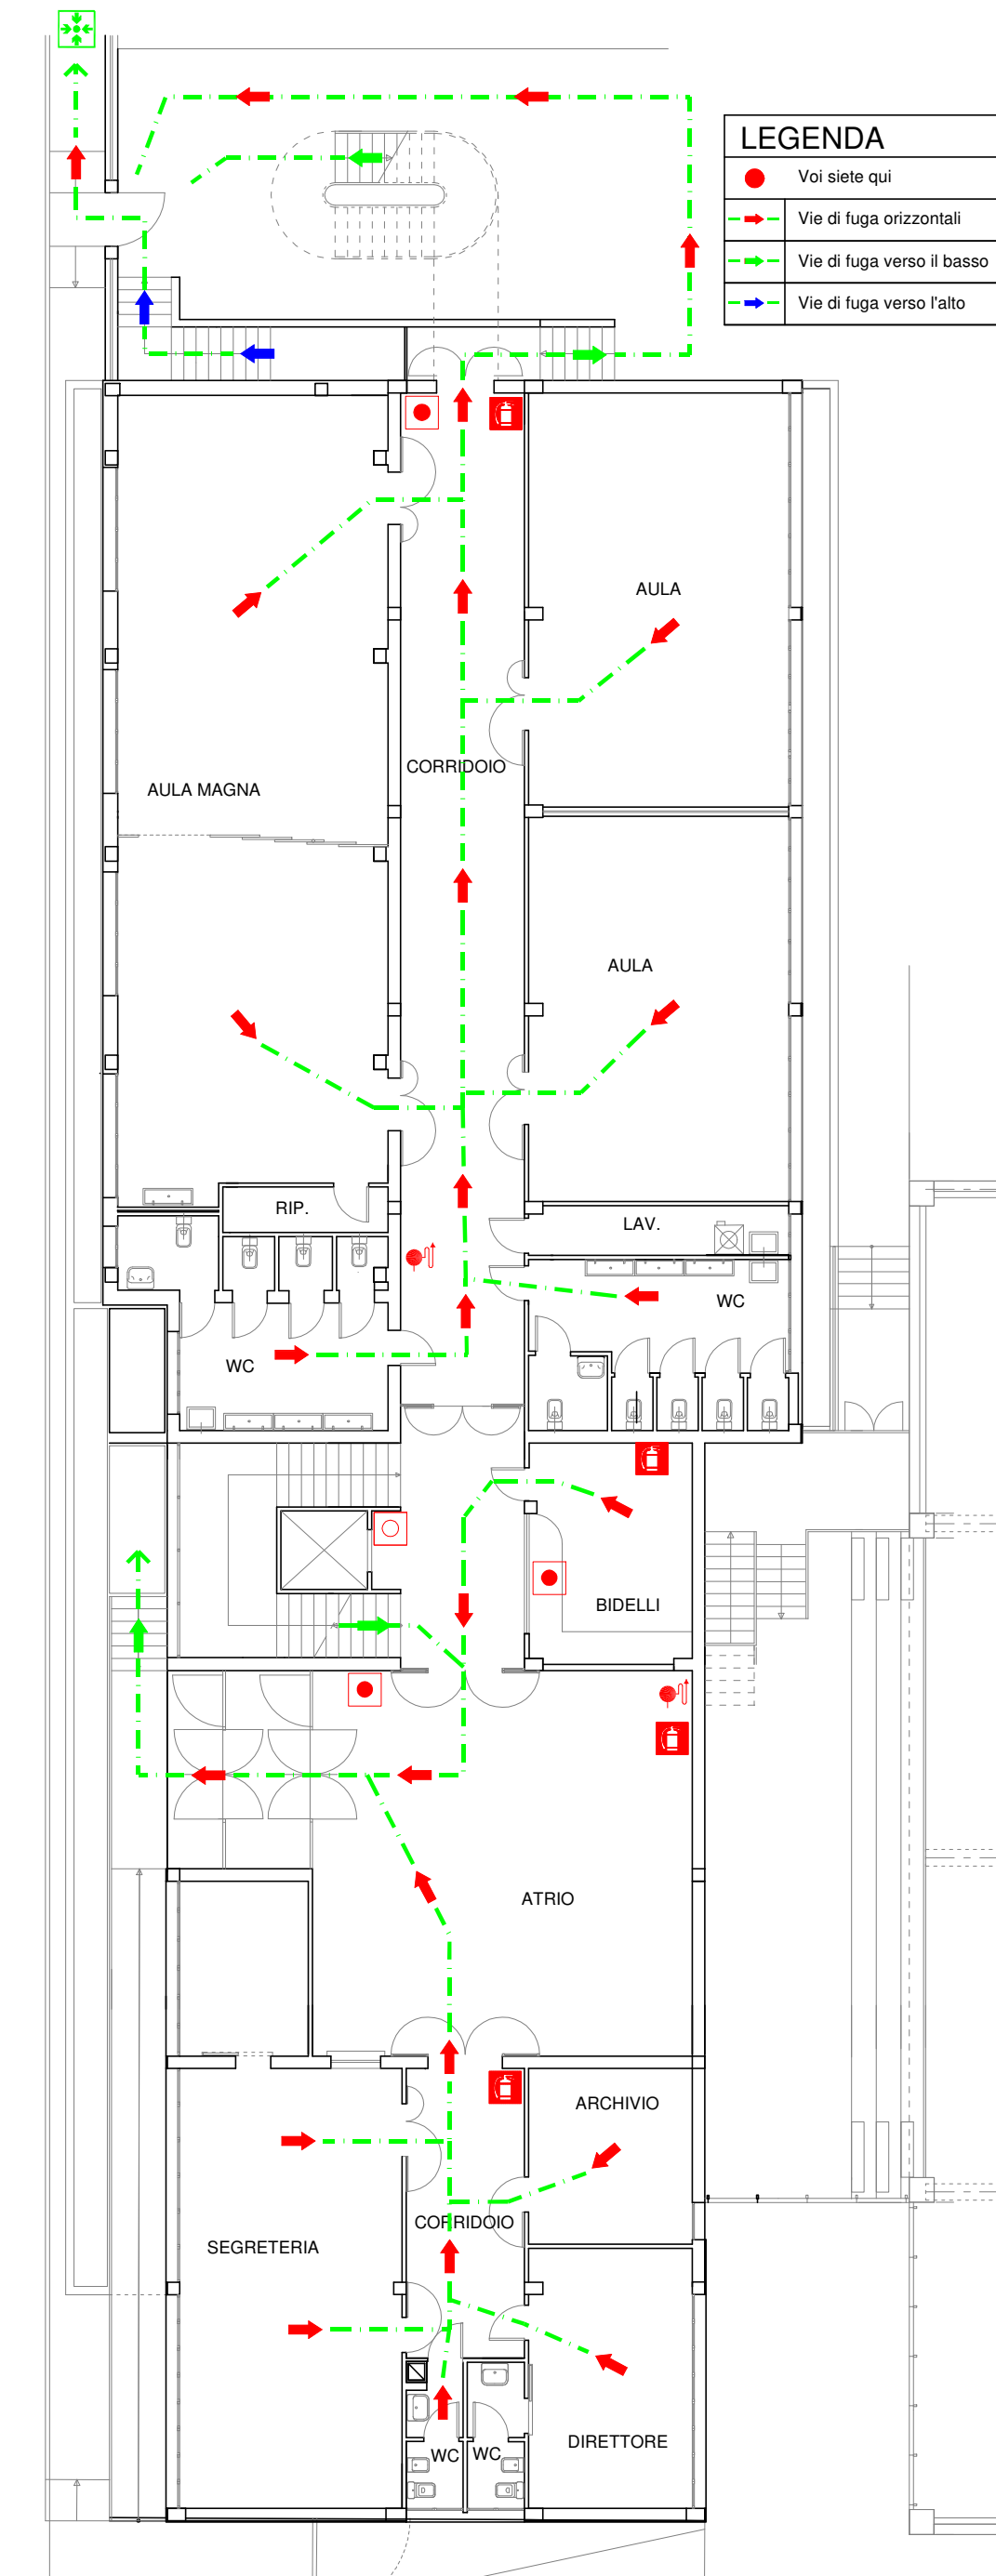 LEGENDA
Voi siete qui
Vie di fuga orizzontali
Vie di fuga verso il basso
Vie di fuga verso l'alto
AULA
CORRIDOIO
AULA MAGNA
AULA
RIP.
LAV.
WC
WC
BIDELLI
ATRIO
ARCHIVIO
CORRIDOIO
SEGRETERIA
DIRETTORE
WC
WC